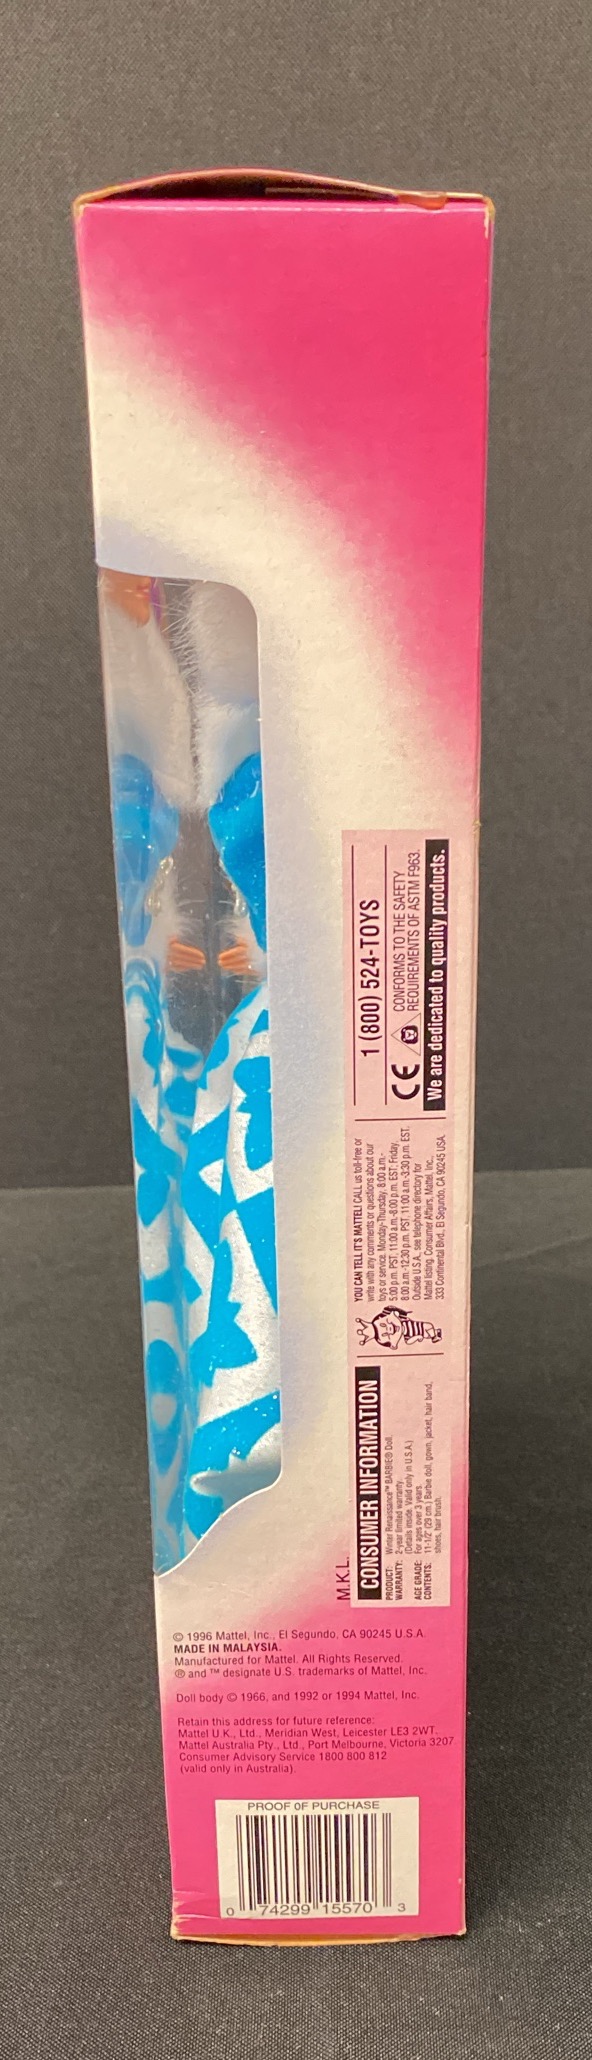 M.K.L.
CONSUMER INFORMATION
PRODUCT: Winter Renaissance™ BARBIE® Doll.
WARRANTY: 2-year limited warranty.
(Details inside. Valid only in U.S.A.)
AGE GRADE: For ages over 3 years.
CONTENTS: 11-1/2" (29 cm.) Barbie doll, gown, jacket, hair band,
shoes, hair brush.
YOU CAN TELL IT'S MATTEL! CALL us toll-free or
write with any comments or questions about our
toys or service. Monday-Thursday, 8:00 a.m.-
5:00 p.m. PST, 11:00 a.m.-8:00 p.m. EST; Friday,
8:00 a.m.-12:30 p.m. PST, 11:00 a.m.-3:30 p.m. EST.
Outside U.S.A., see telephone directory for
Mattel listing. Consumer Affairs, Mattel, Inc.,
333 Continental Blvd., El Segundo, CA 90245 USA.
1 (800) 524-TOYS
CE
CONFORMS TO THE SAFETY
REQUIREMENTS OF ASTM F963.
We are dedicated to quality products.
© 1996 Mattel, Inc., El Segundo, CA 90245 U.S.A.
MADE IN MALAYSIA.
Manufactured for Mattel. All Rights Reserved.
® and ™ designate U.S. trademarks of Mattel, Inc.
Doll body © 1966, and 1992 or 1994 Mattel, Inc.
Retain this address for future reference:
Mattel U.K., Ltd., Meridian West, Leicester LE3 2WT.
Mattel Australia Pty., Ltd., Port Melbourne, Victoria 3207.
Consumer Advisory Service 1800 800 812
(valid only in Australia).
PROOF OF PURCHASE
0 74299 15570 3